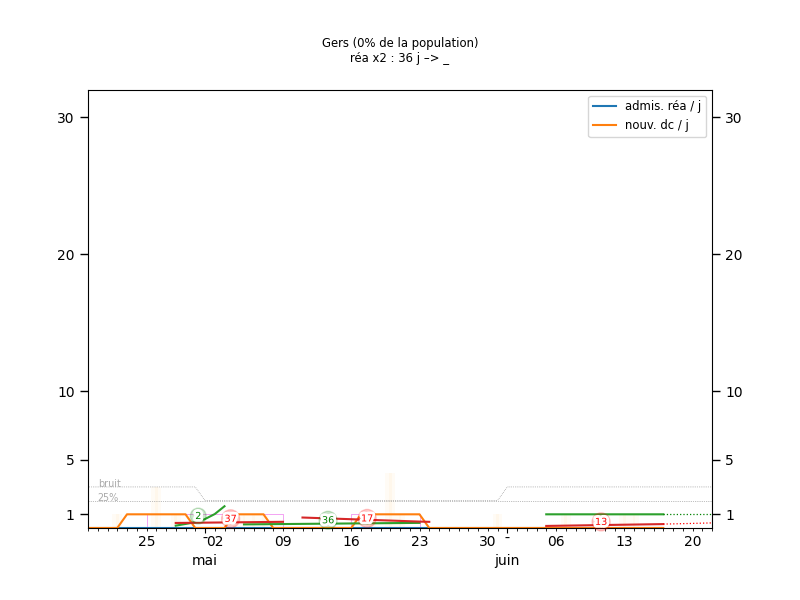 Gers (0% de la population)
réa x2 : 36 j –> _
admis. réa / j
nouv. dc / j
30 30
20 20
10 10
5 5
bruit
25%
1 2 37 36 17 13 1
25 02 09 16 23 30 06 13 20
mai juin